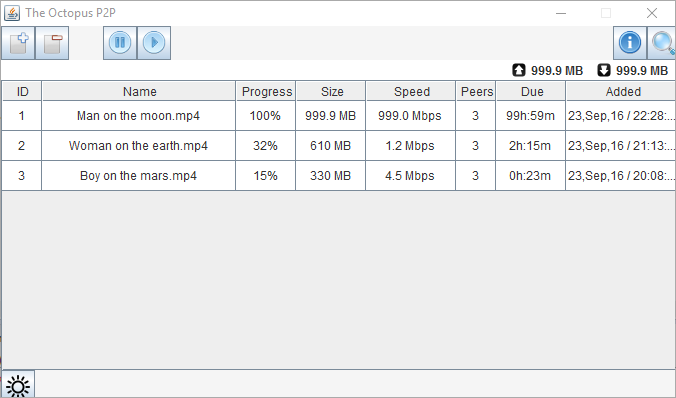 The Octopus P2P
999.9 MB 999.9 MB
ID Name Progress Size Speed Peers Due Added
1 Man on the moon.mp4 100% 999.9 MB 999.0 Mbps 3 99h:59m 23,Sep,16 / 22:28:...
2 Woman on the earth.mp4 32% 610 MB 1.2 Mbps 3 2h:15m 23,Sep,16 / 21:13:...
3 Boy on the mars.mp4 15% 330 MB 4.5 Mbps 3 0h:23m 23,Sep,16 / 20:08:...